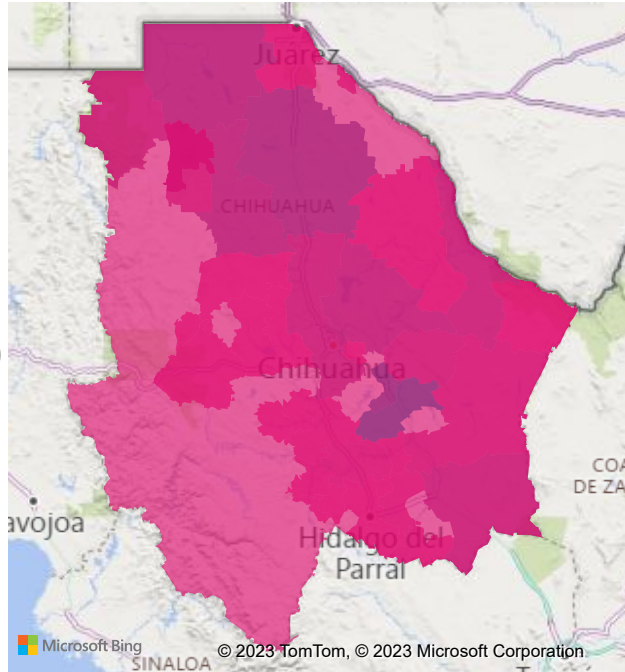 Juárez
CHIHUAHUA
Chihuahua
COA
DE ZA
avojoa
Hidalgo del
Parral
Microsoft Bing
© 2023 TomTom, © 2023 Microsoft Corporation
SINALOA